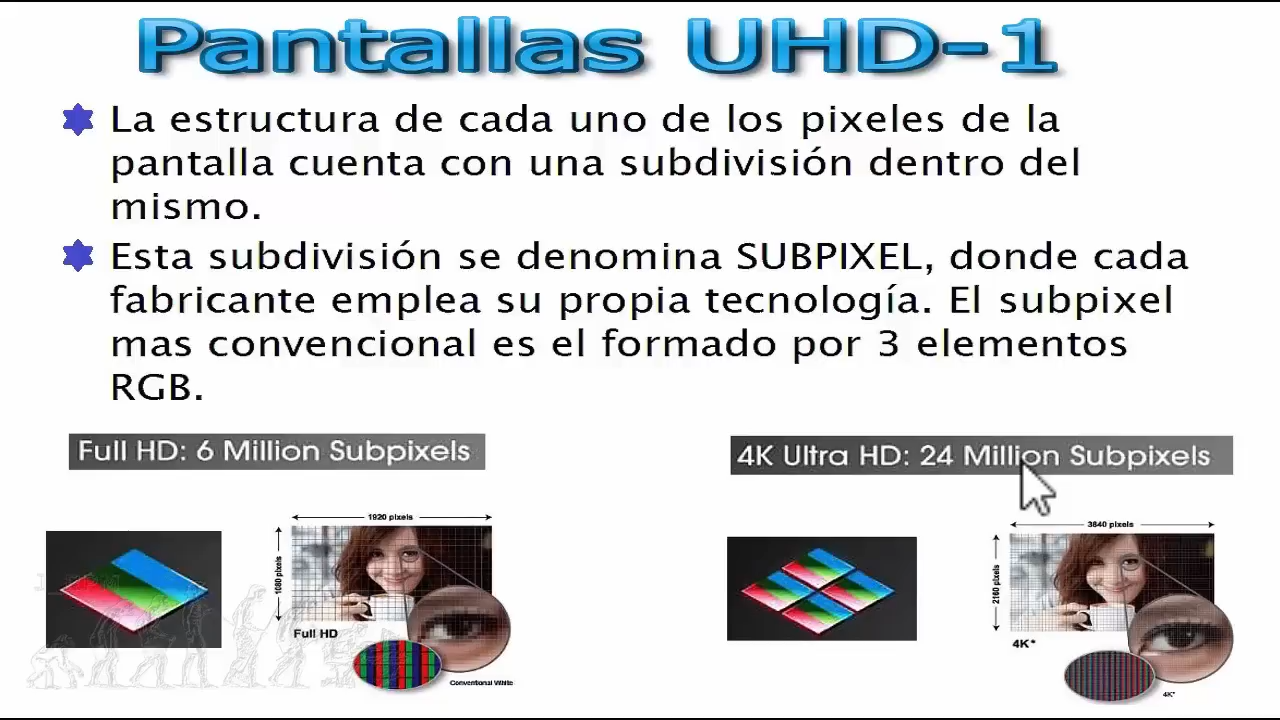 Pantallas UHD-1
La estructura de cada uno de los pixeles de la
pantalla cuenta con una subdivisión dentro del
mismo.
Esta subdivisión se denomina SUBPIXEL, donde cada
fabricante emplea su propia tecnología. El subpixel
mas convencional es el formado por 3 elementos
RGB.
Full HD: 6 Million Subpixels
4K Ultra HD: 24 Million Subpixels
1920 pixels
1080 pixels
Full HD
Conventional White
3840 pixels
2160 pixels
4K*
4K*